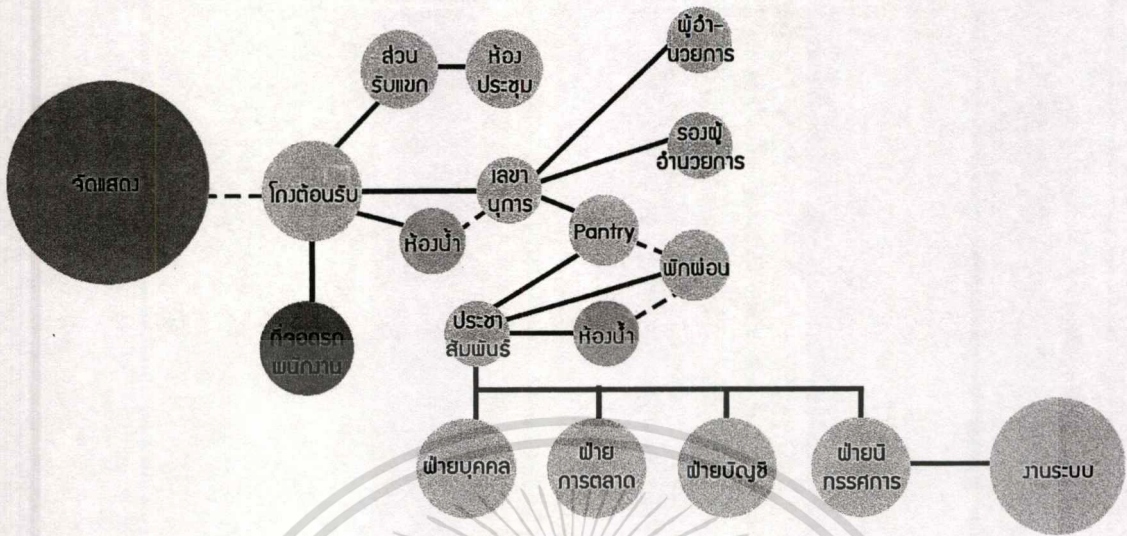 ส่วน
รับแขก
ห้อง
ประชุม
ผู้อำ-
นวยการ
รองผู้
อำนวยการ
จัดแสดง
โถงต้อนรับ
เลขา
นุการ
ห้องน้ำ
Pantry
พักผ่อน
ที่จอดรถ
พนักงาน
ประชา
สัมพันธ์
ห้องน้ำ
ฝ่ายบุคคล
ฝ่าย
การตลาด
ฝ่ายบัญชี
ฝ่ายนิ
ทรรศการ
งานระบบ